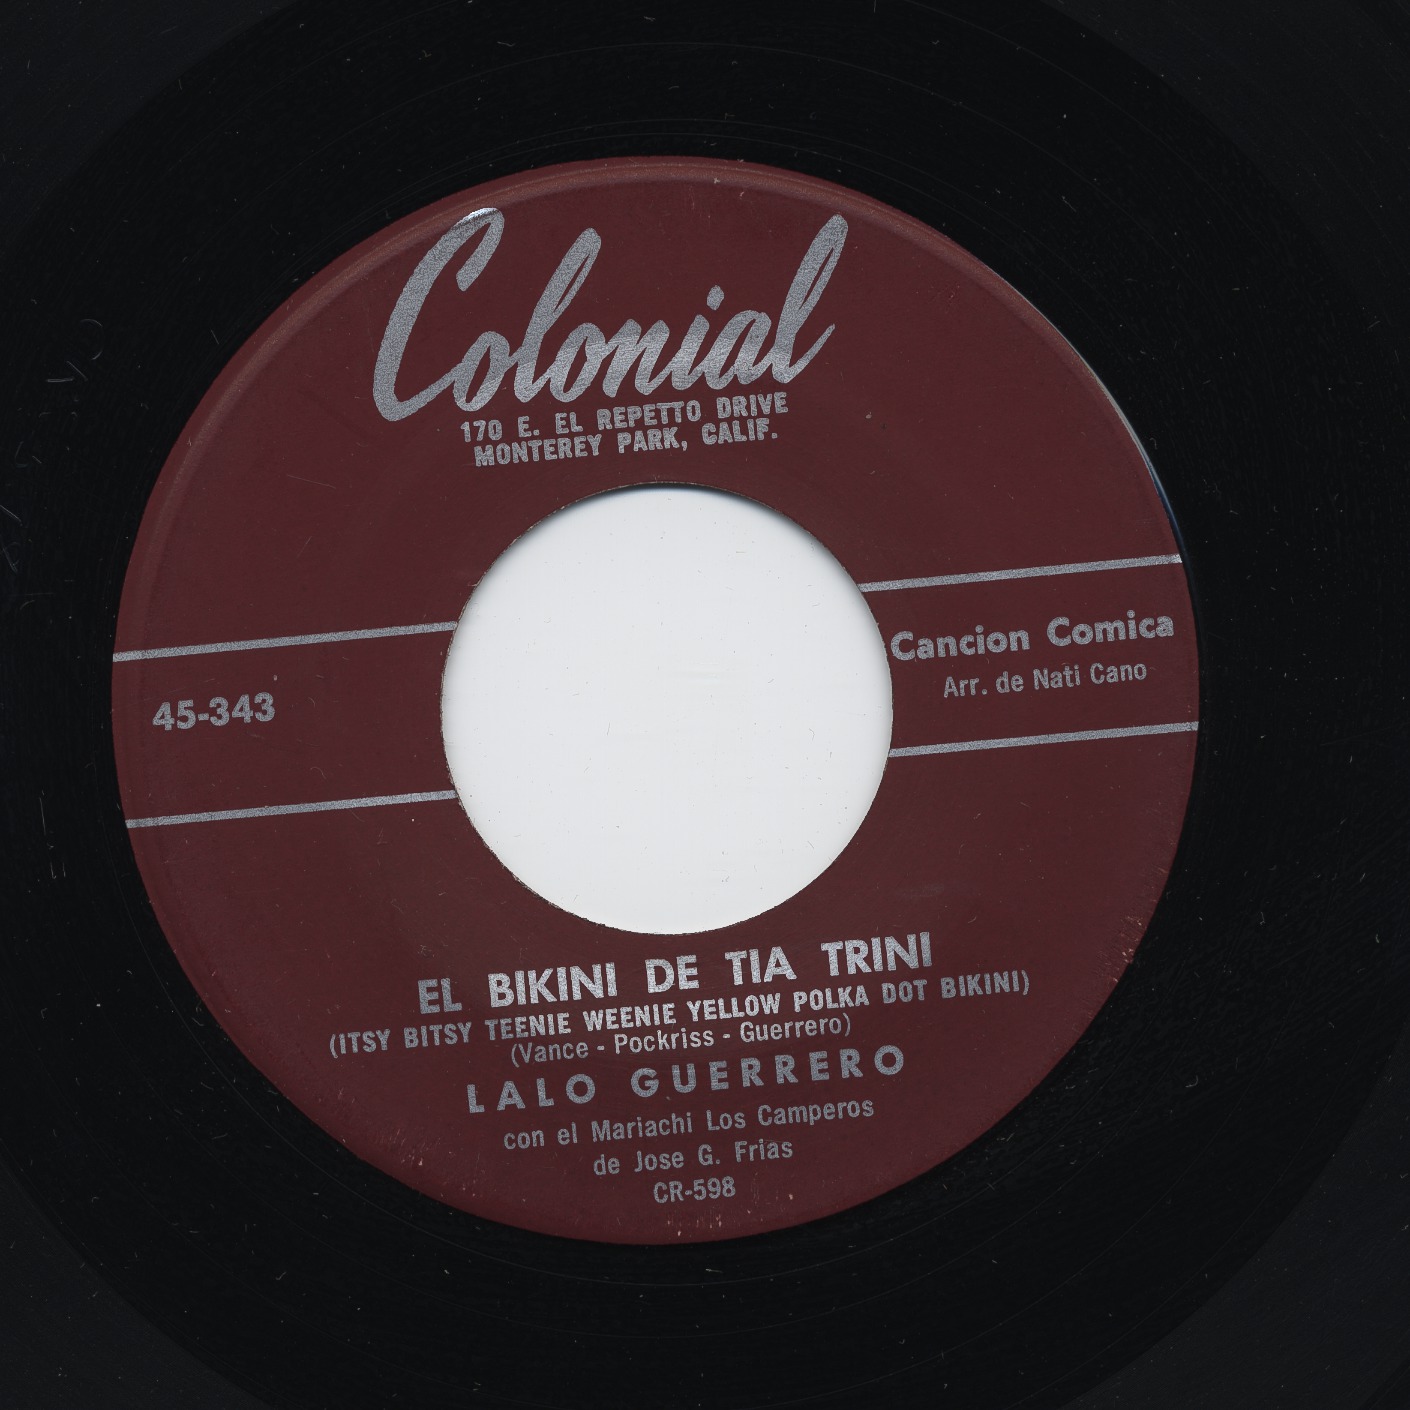 Colonial
170 E. EL REPETTO DRIVE
MONTEREY PARK, CALIF.
Cancion Comica
Arr. de Nati Cano
45-343
EL BIKINI DE TIA TRINI
(ITSY BITSY TEENIE WEENIE YELLOW POLKA DOT BIKINI)
(Vance - Pockriss - Guerrero)
LALO GUERRERO
con el Mariachi Los Camperos
de Jose G. Frias
CR-598